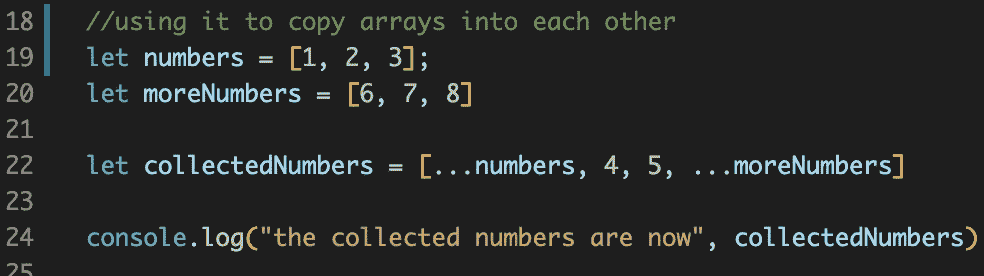 18 //using it to copy arrays into each other
19 let numbers = [1, 2, 3];
20 let moreNumbers = [6, 7, 8]
21
22 let collectedNumbers = [...numbers, 4, 5, ...moreNumbers]
23
24 console.log("the collected numbers are now", collectedNumbers)
25